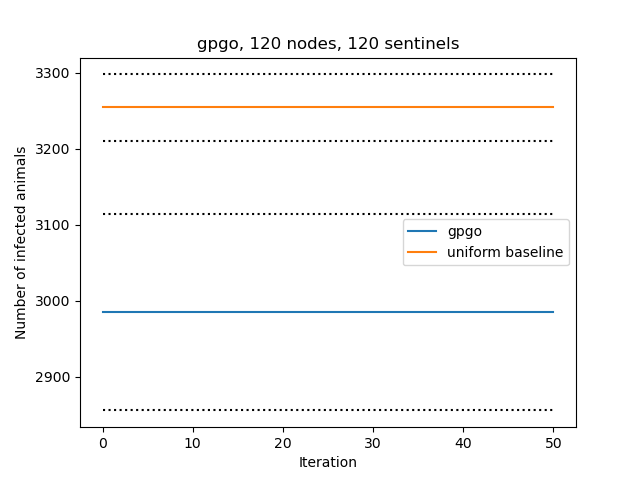 gpgo, 120 nodes, 120 sentinels
3300
3200
3100
3000
2900
Number of infected animals
gpgo
uniform baseline
0 10 20 30 40 50
Iteration